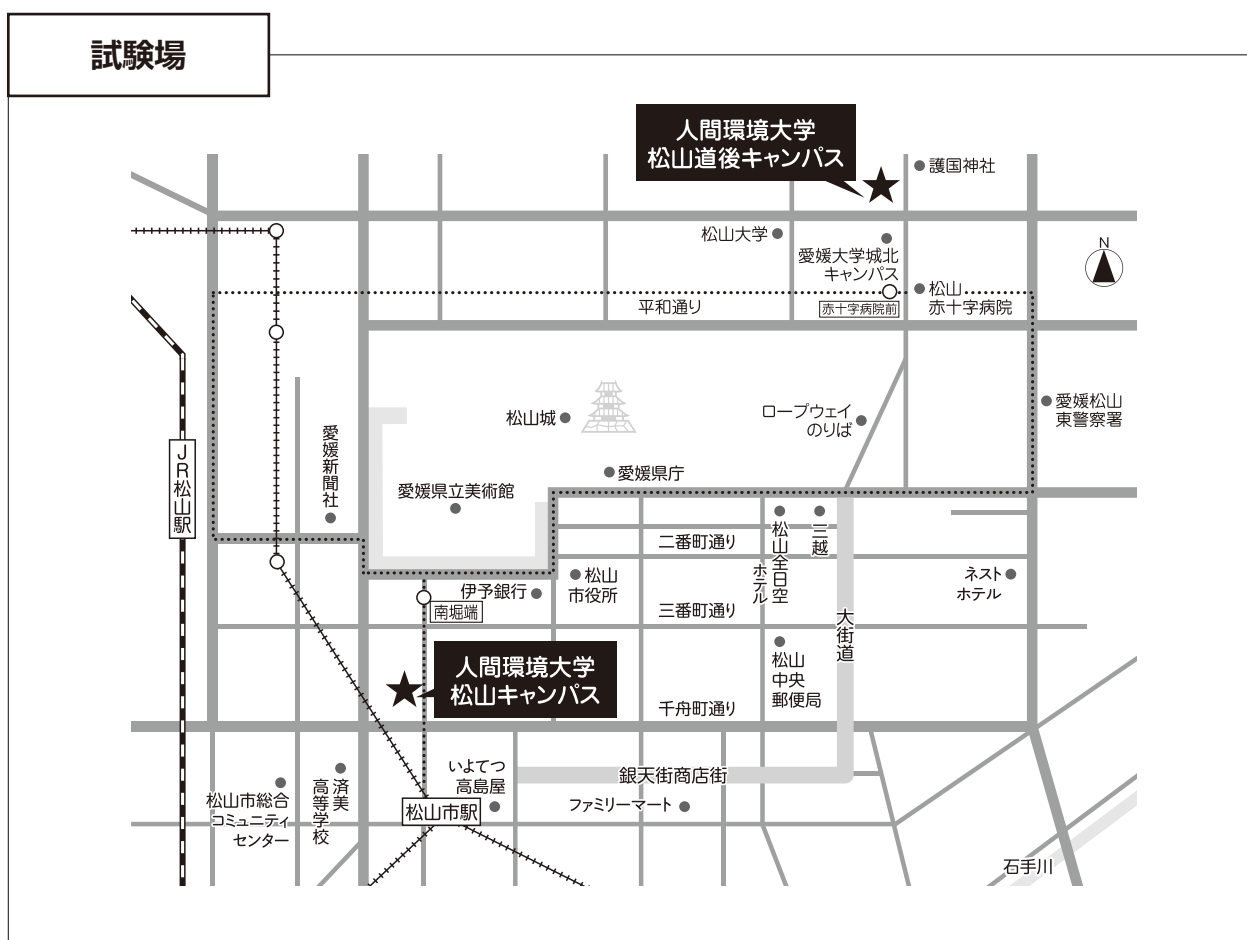 試験場
人間環境大学
松山道後キャンパス
護国神社
松山大学
愛媛大学城北
キャンパス
N
松山
赤十字病院
平和通り
赤十字病院前
松山城
ロープウェイ
のりば
愛媛松山
東警察署
愛媛新聞社
JR松山駅
愛媛県庁
愛媛県立美術館
二番町通り
松山全日空
ホテル
三越
伊予銀行
松山
市役所
ネスト
ホテル
南堀端
三番町通り
大街道
人間環境大学
松山キャンパス
松山
中央
郵便局
千舟町通り
いよてつ
高島屋
銀天街商店街
松山市総合
コミュニティ
センター
済美
高等学校
松山市駅
ファミリーマート
石手川